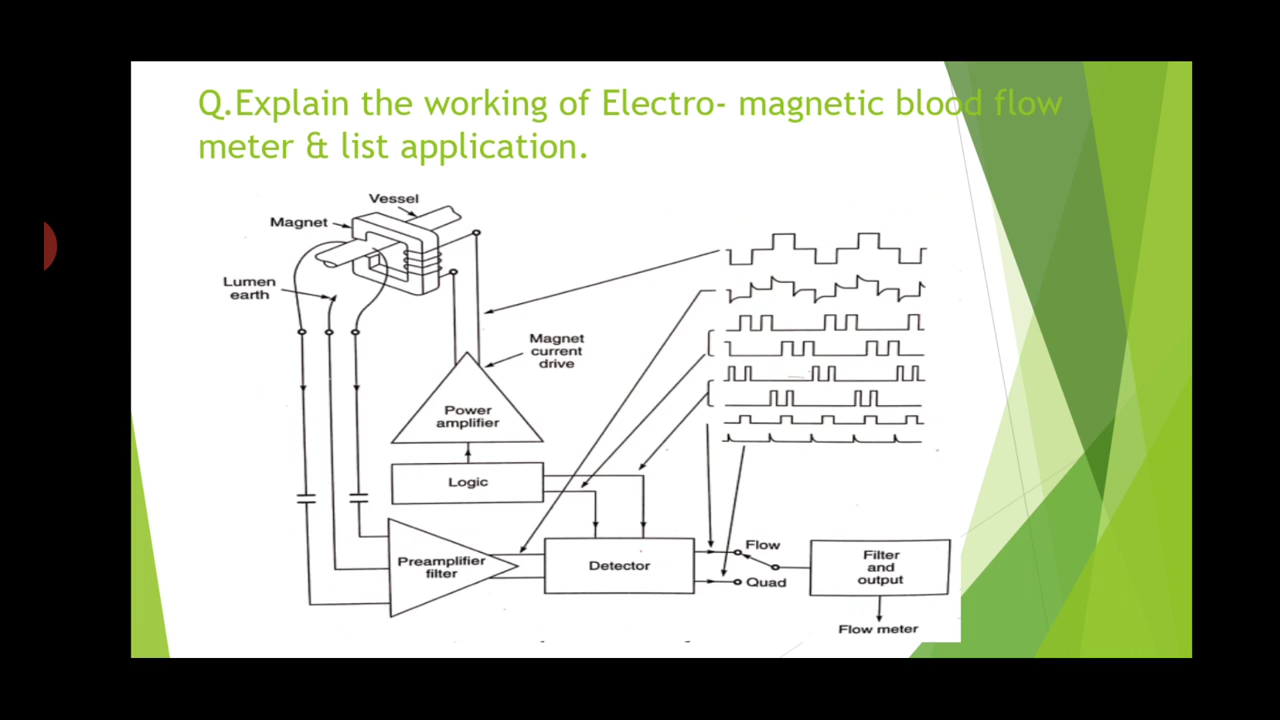 Q.Explain the working of Electro- magnetic blood flow
meter & list application.
Vessel
Magnet
Lumen
earth
Magnet
current
drive
Power
amplifier
Logic
Preamplifier
filter
Detector
Flow
Quad
Filter
and
output
Flow meter